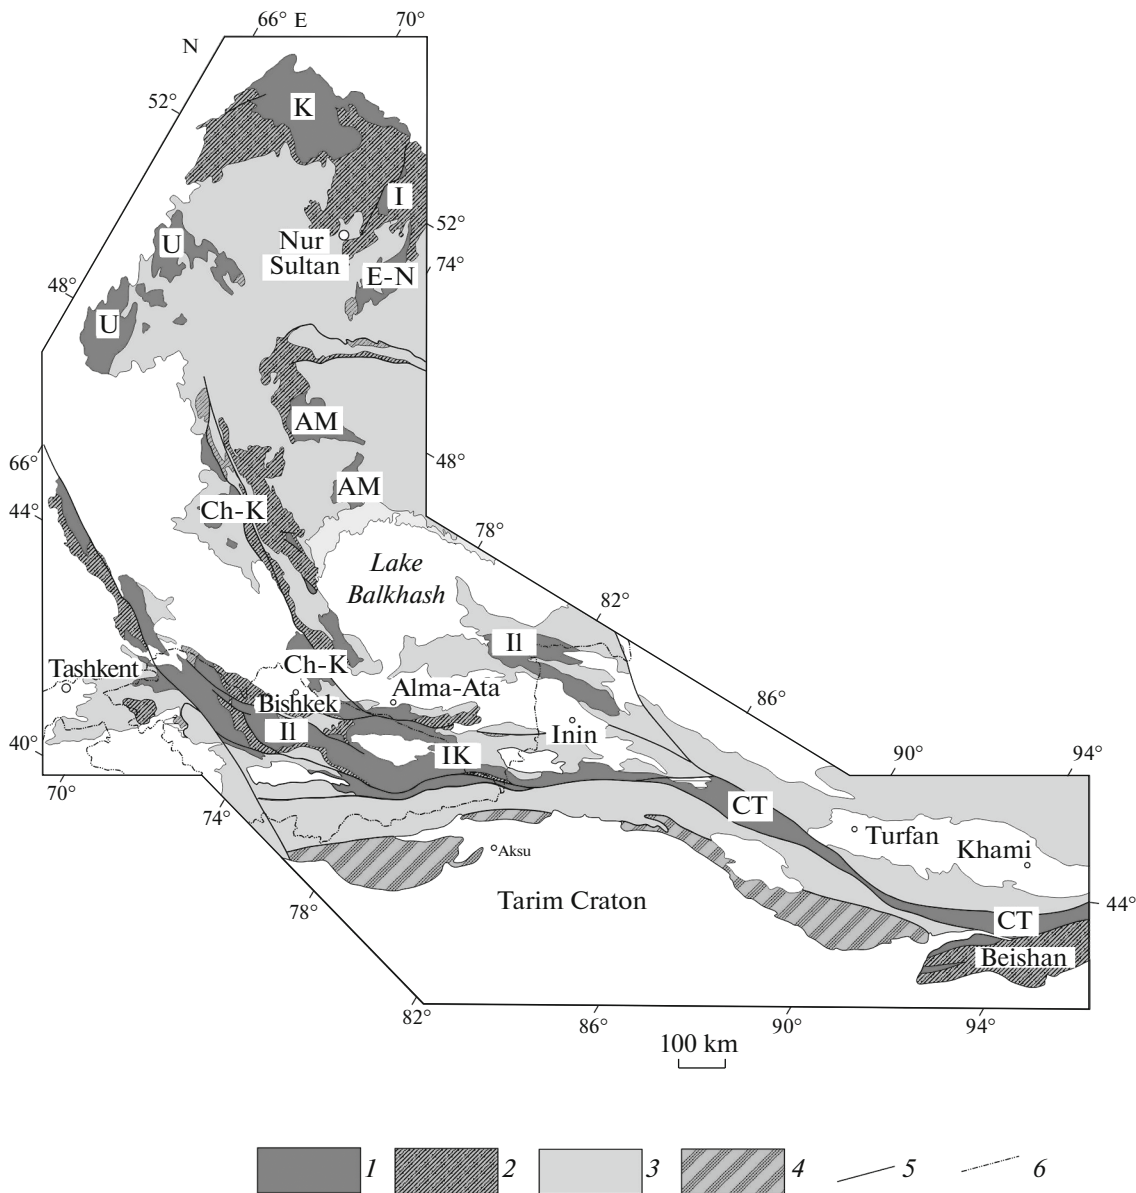 66° E 70°
N
52°
K
I
52°
U
Nur
Sultan
74°
E-N
48°
U
AM
66°
48°
AM
44°
Ch-K
78°
Lake
Balkhash
82°
Il
Tashkent
Ch-K
Alma-Ata
Bishkek
86°
Il
Inin
40°
IK
90° 94°
70°
74°
CT
Turfan
Khami
Aksu
78°
Tarim Craton
44°
CT
Beishan
82° 86° 90° 94°
100 km
1 2 3 4 5 6